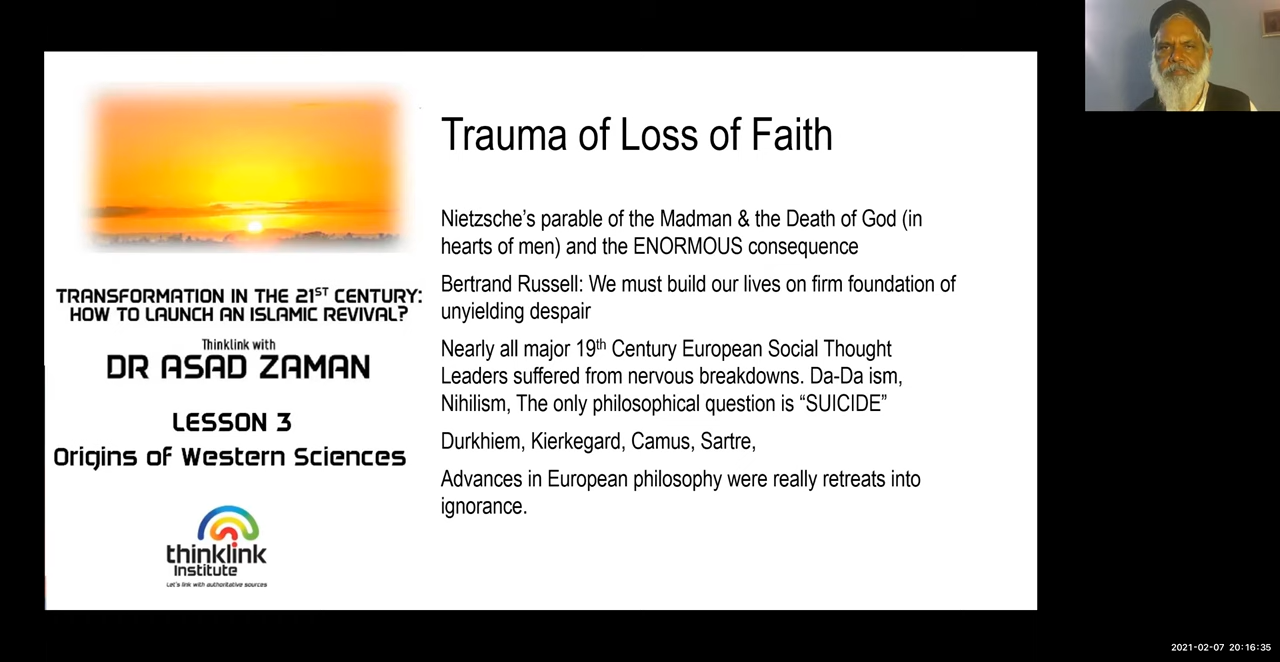 TRANSFORMATION IN THE 21ST CENTURY:
HOW TO LAUNCH AN ISLAMIC REVIVAL?
Thinklink with
DR ASAD ZAMAN
LESSON 3
Origins of Western Sciences
thinklink
Institute
Let's link with authoritative sources
Trauma of Loss of Faith
Nietzsche's parable of the Madman & the Death of God (in
hearts of men) and the ENORMOUS consequence
Bertrand Russell: We must build our lives on firm foundation of
unyielding despair
Nearly all major 19th Century European Social Thought
Leaders suffered from nervous breakdowns. Da-Da ism,
Nihilism, The only philosophical question is “SUICIDE”
Durkhiem, Kierkegard, Camus, Sartre,
Advances in European philosophy were really retreats into
ignorance.
2021-02-07 20:16:35